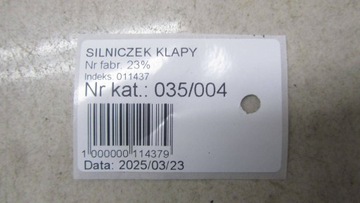 SILNICZEK KLAPY
Nr fabr. 23%
Indeks: 011437
Nr kat.: 035/004
1 000000 114379
Data: 2025/03/23